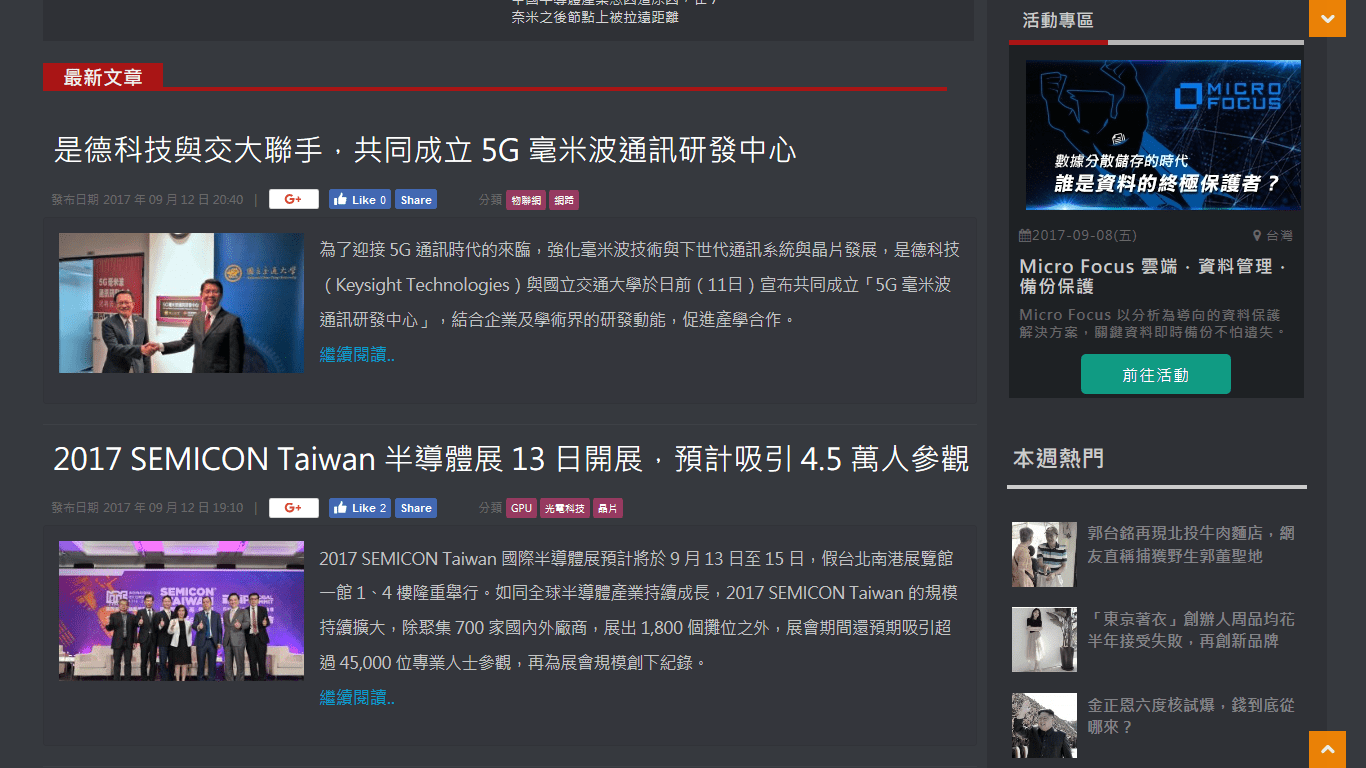 奈米之後節點上被拉遠距離
最新文章
是德科技與交大聯手，共同成立 5G 毫米波通訊研發中心
發布日期 2017 年 09 月 12 日 20:40 | G+ Like 0 Share 分類 物聯網 網路
為了迎接 5G 通訊時代的來臨，強化毫米波技術與下世代通訊系統與晶片發展，是德科技
（Keysight Technologies）與國立交通大學於日前（11日）宣布共同成立「5G 毫米波
通訊研發中心」，結合企業及學術界的研發動能，促進產學合作。
繼續閱讀..
國立交通大學
5G毫米波
2017 SEMICON Taiwan 半導體展 13 日開展，預計吸引 4.5 萬人參觀
發布日期 2017 年 09 月 12 日 19:10 | G+ Like 2 Share 分類 GPU 光電科技 晶片
2017 SEMICON Taiwan 國際半導體展預計將於 9 月 13 日至 15 日，假台北南港展覽館
一館 1、4 樓隆重舉行。如同全球半導體產業持續成長，2017 SEMICON Taiwan 的規模
持續擴大，除聚集 700 家國內外廠商，展出 1,800 個攤位之外，展會期間還預期吸引超
過 45,000 位專業人士參觀，再為展會規模創下紀錄。
繼續閱讀..
SEMICON
TAIWAN
活動專區
MICRO
FOCUS
數據分散儲存的時代
誰是資料的終極保護者？
2017-09-08(五) 台灣
Micro Focus 雲端．資料管理．
備份保護
Micro Focus 以分析為導向的資料保護
解決方案，關鍵資料即時備份不怕遺失。
前往活動
本週熱門
郭台銘再現北投牛肉麵店，網
友直稱捕獲野生郭董聖地
「東京著衣」創辦人周品均花
半年接受失敗，再創新品牌
金正恩六度核試爆，錢到底從
哪來？